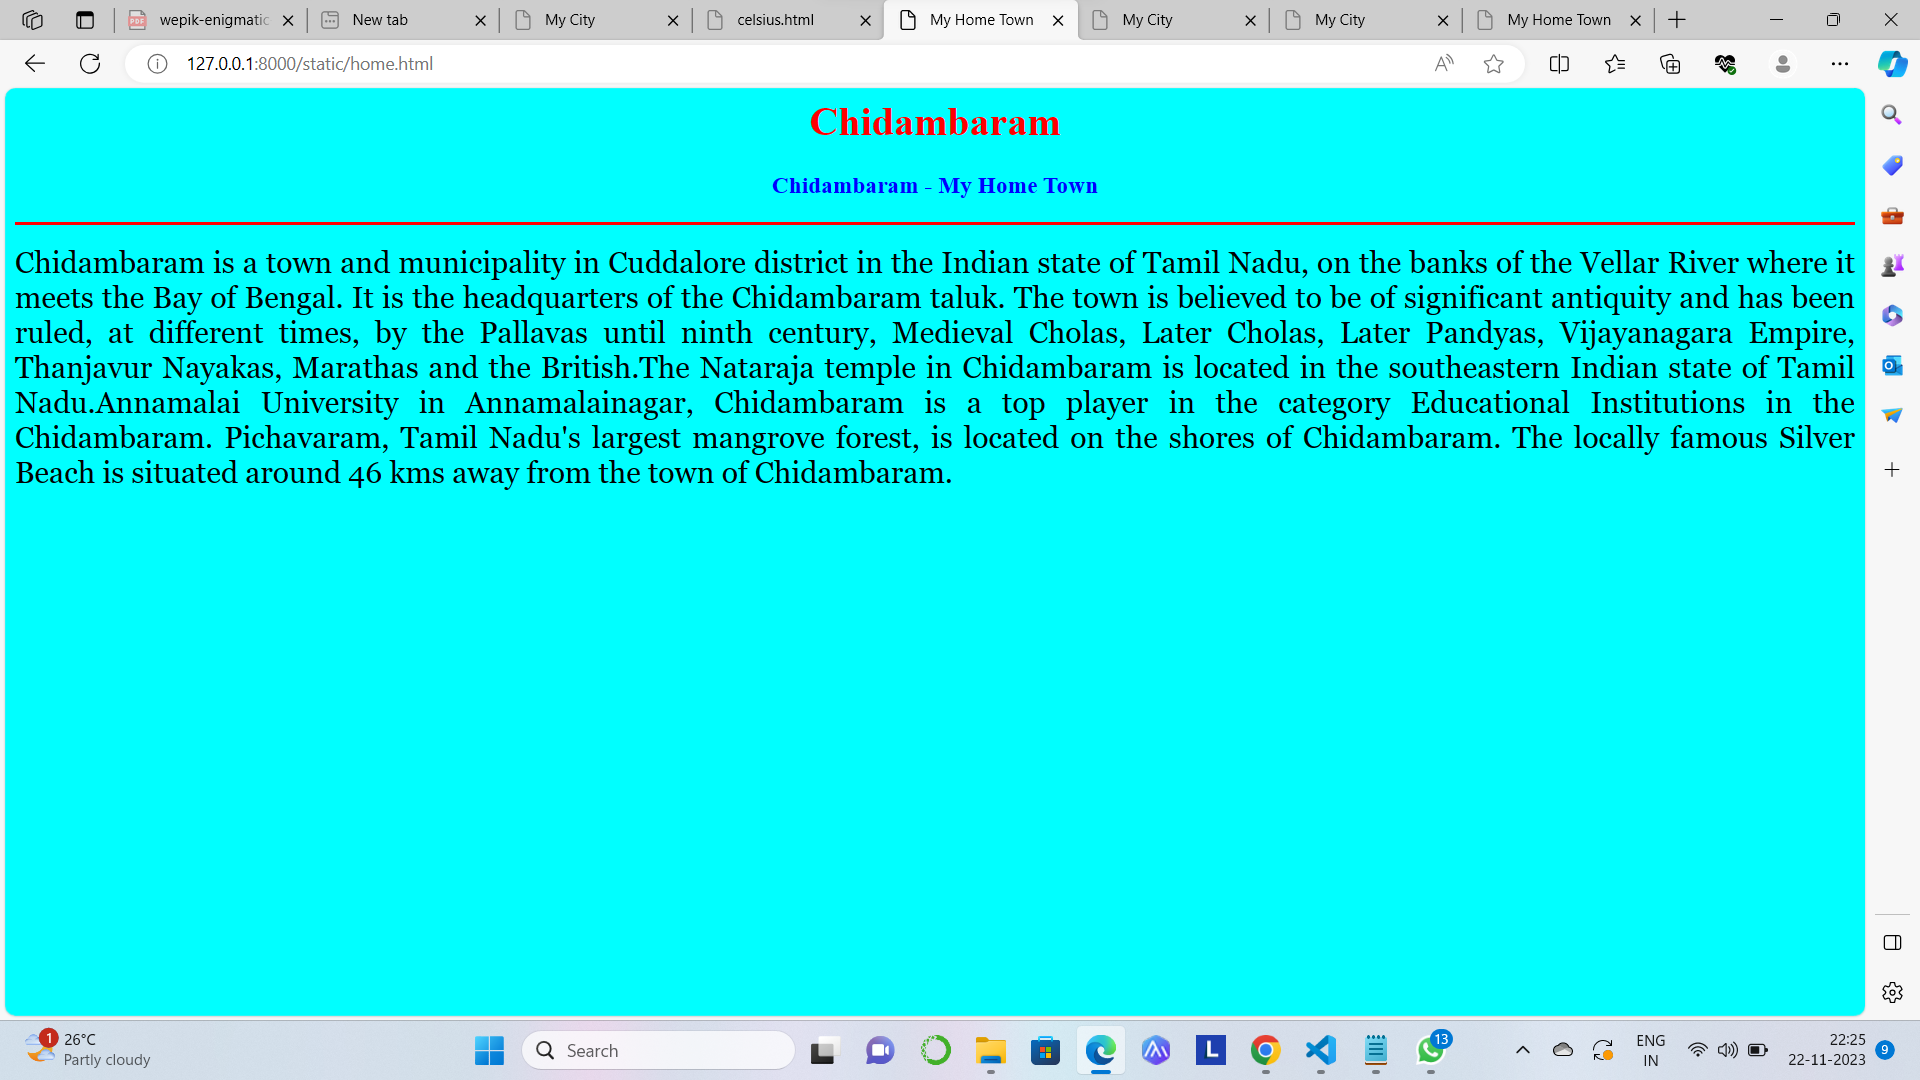 wepik-enigmatic
New tab
My City
celsius.html
My Home Town
My City
My City
My Home Town
127.0.0.1:8000/static/home.html
Chidambaram
Chidambaram - My Home Town
Chidambaram is a town and municipality in Cuddalore district in the Indian state of Tamil Nadu, on the banks of the Vellar River where it
meets the Bay of Bengal. It is the headquarters of the Chidambaram taluk. The town is believed to be of significant antiquity and has been
ruled, at different times, by the Pallavas until ninth century, Medieval Cholas, Later Cholas, Later Pandyas, Vijayanagara Empire,
Thanjavur Nayakas, Marathas and the British.The Nataraja temple in Chidambaram is located in the southeastern Indian state of Tamil
Nadu.Annamalai University in Annamalainagar, Chidambaram is a top player in the category Educational Institutions in the
Chidambaram. Pichavaram, Tamil Nadu's largest mangrove forest, is located on the shores of Chidambaram. The locally famous Silver
Beach is situated around 46 kms away from the town of Chidambaram.
1
26°C
Partly cloudy
Search
L
13
ENG
IN
22:25
22-11-2023
9